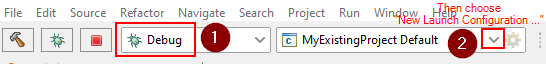 File Edit Source Refactor Navigate Search Project Run Window Help
Then choose
"New Launch Configuration ..."
Debug 1 C MyExistingProject Default 2